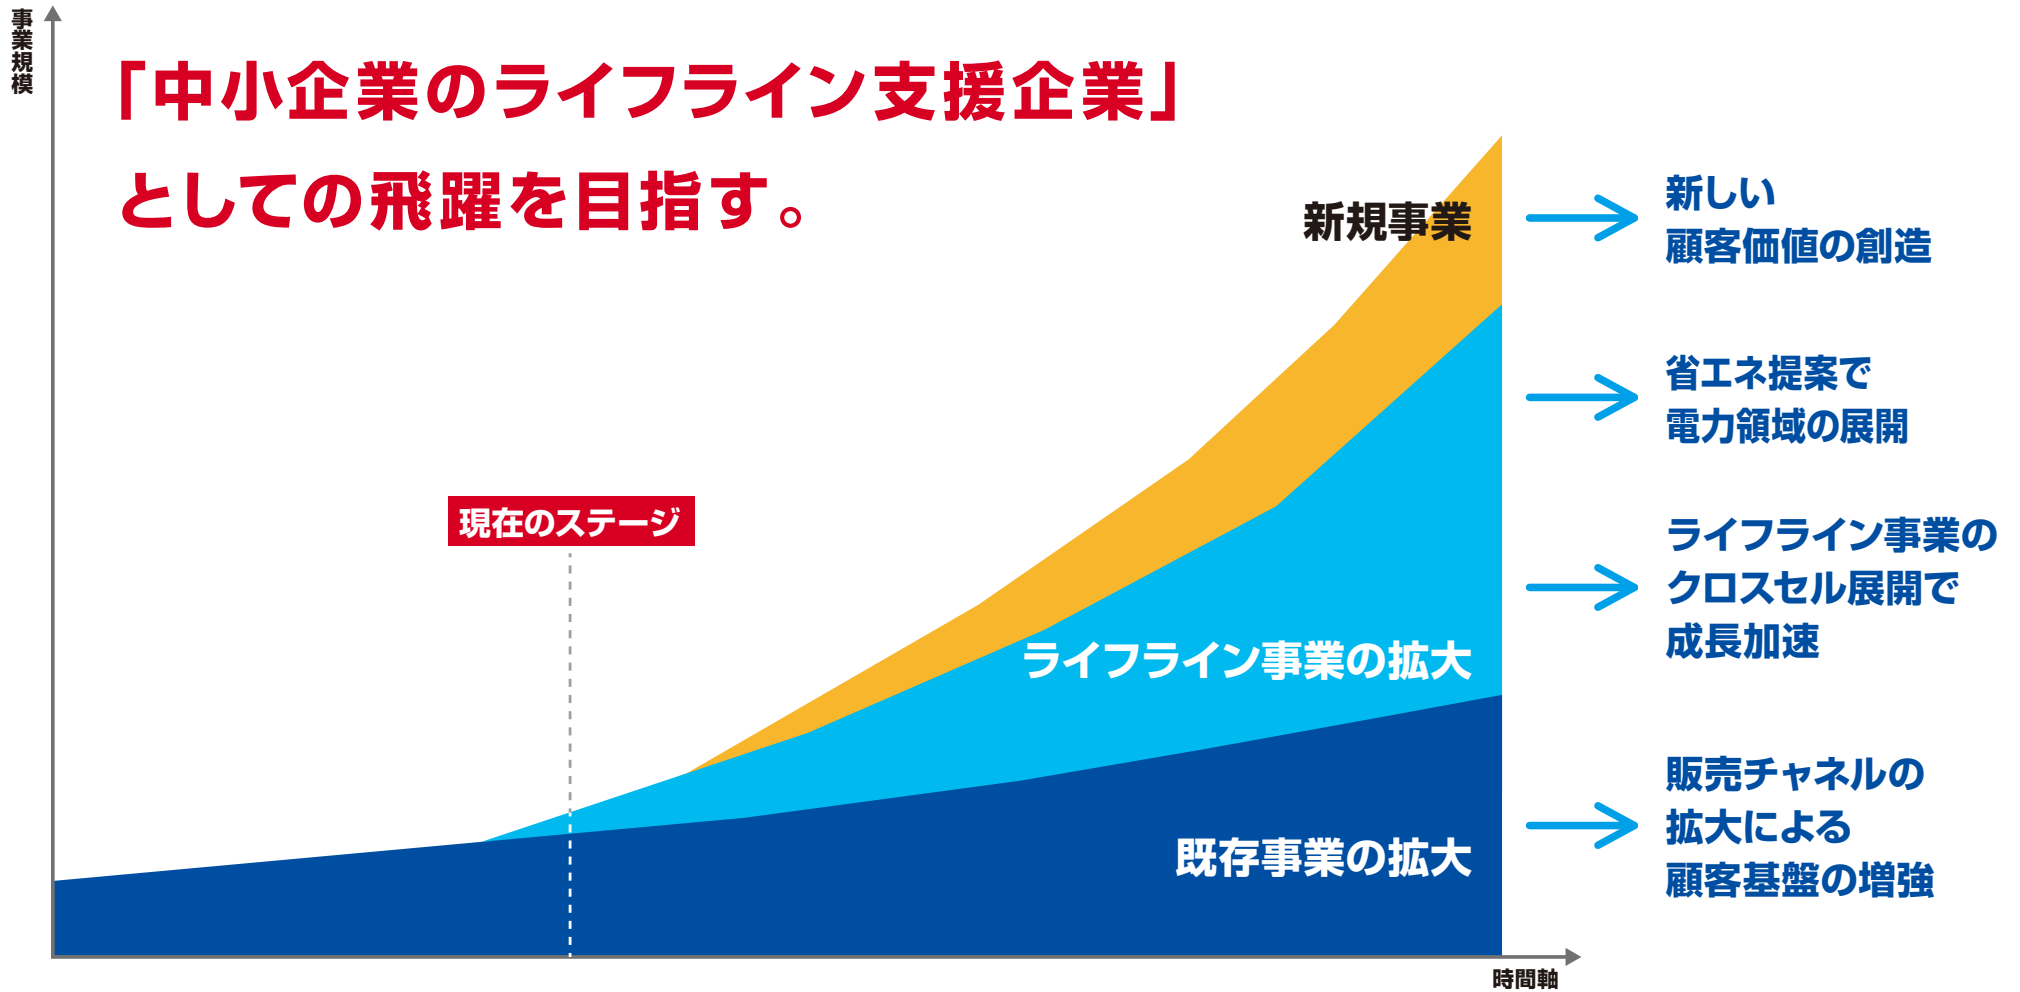 事業規模
「中小企業のライフライン支援企業」
としての飛躍を目指す。
新規事業
新しい
顧客価値の創造
省エネ提案で
電力領域の展開
現在のステージ
ライフライン事業の
クロスセル展開で
成長加速
ライフライン事業の拡大
販売チャネルの
拡大による
顧客基盤の増強
既存事業の拡大
時間軸